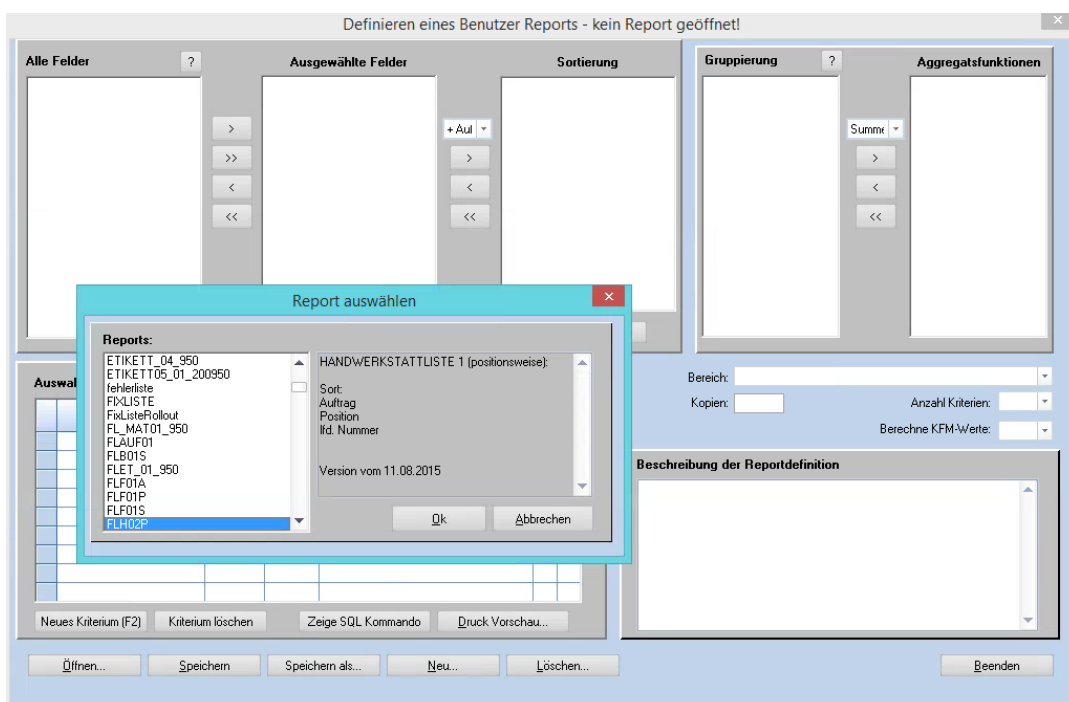 Definieren eines Benutzer Reports - kein Report geöffnet!
Alle Felder
?
Ausgewählte Felder
Sortierung
Gruppierung
?
Aggregatsfunktionen
>
>>
<
<<
+ Auf
>
<
<<
Summe
>
<
<<
Report auswählen
Reports:
ETIKETT_04_950
ETIKETT05_01_200950
fehlerliste
FIXLISTE
FixListeRollout
FL_MAT01_950
FLAUF01
FLB01S
FLET_01_950
FLF01A
FLF01P
FLF01S
FLH02P
HANDWERKSTATTLISTE 1 (positionsweise):
Sort:
Auftrag
Position
lfd. Nummer
Version vom 11.08.2015
Ok
Abbrechen
Auswal
Bereich:
Kopien:
Anzahl Kriterien:
Berechne KFM-Werte:
Beschreibung der Reportdefinition
Neues Kriterium (F2)
Kriterium löschen
Zeige SQL Kommando
Druck Vorschau...
Öffnen...
Speichern
Speichern als...
Neu...
Löschen...
Beenden